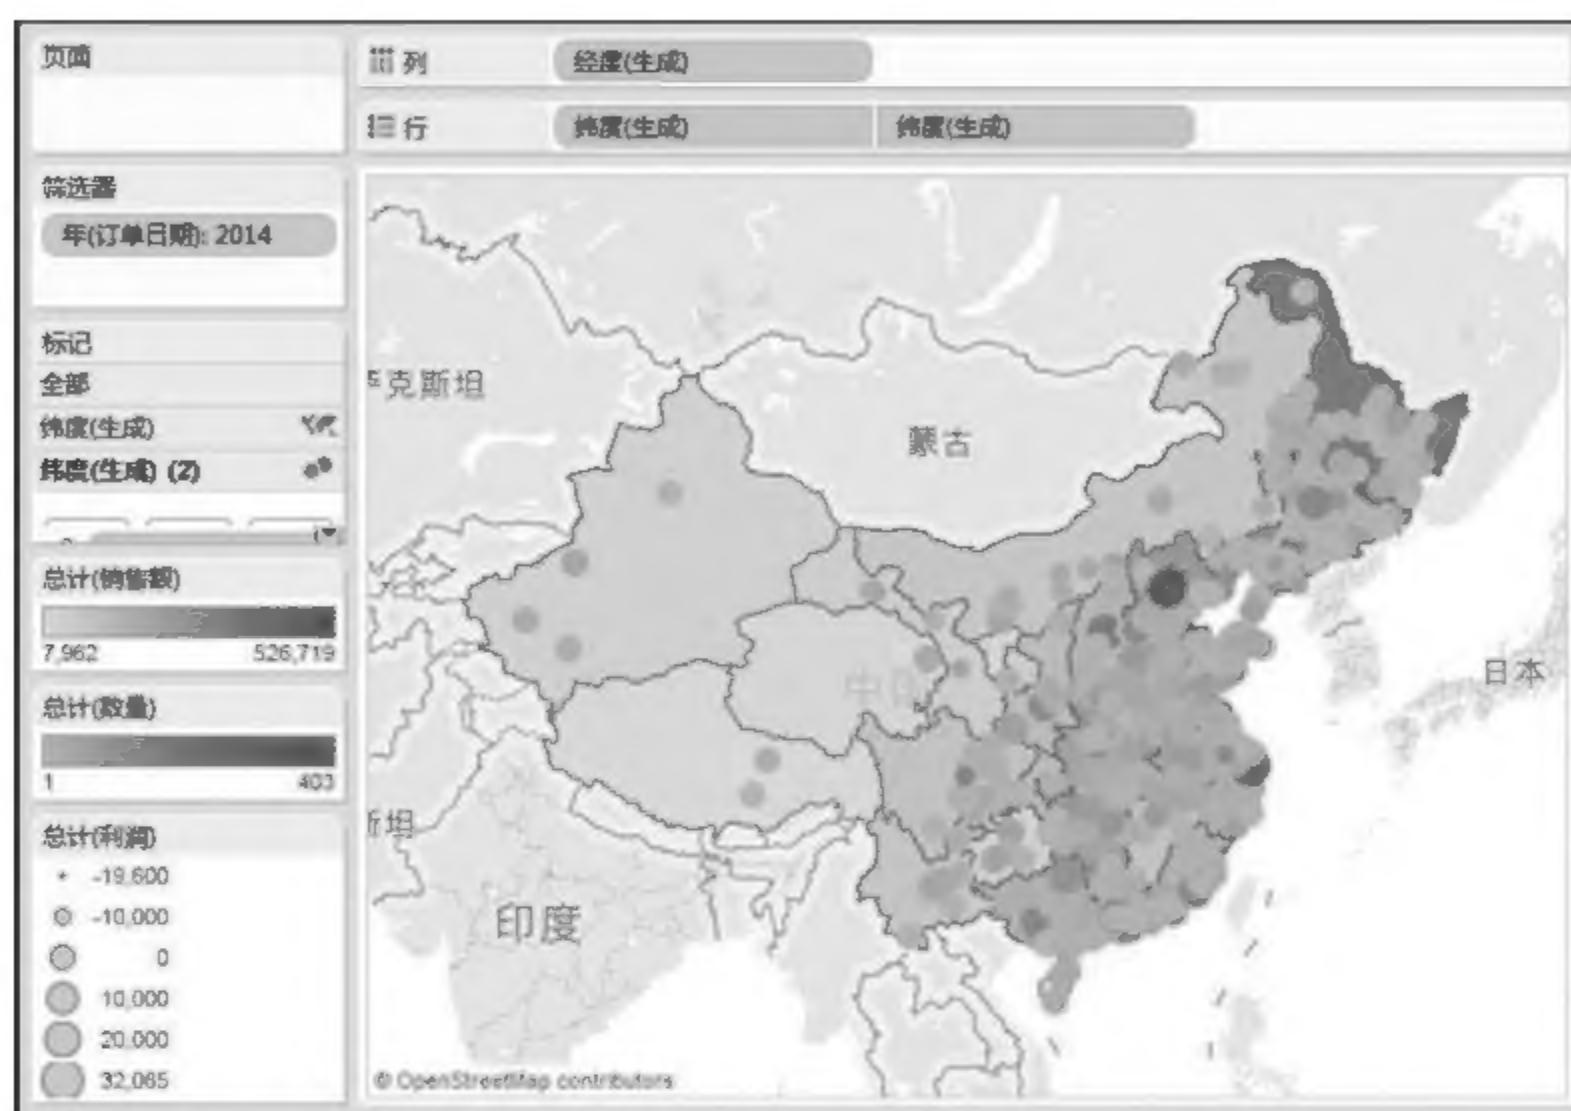 页面
列 经度(生成)
行 纬度(生成) 纬度(生成)
筛选器
年(订单日期): 2014
标记
全部
纬度(生成)
纬度(生成) (2)
总计(销售额)
7,962 526,719
总计(数量)
1 403
总计(利润)
-19,600
-10,000
0
10,000
20,000
32,065
克斯坦
蒙古
日本
中国
斯坦
印度
© OpenStreetMap contributors